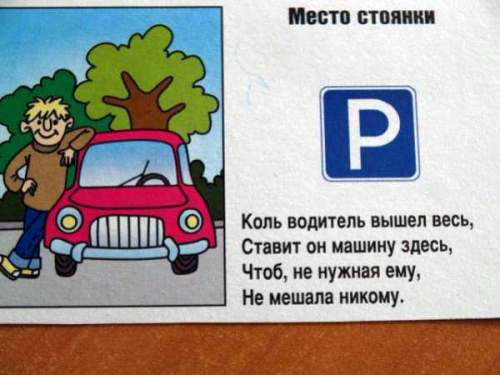 Место стоянки
P
Коль водитель вышел весь,
Ставит он машину здесь,
Чтоб, не нужная ему,
Не мешала никому.